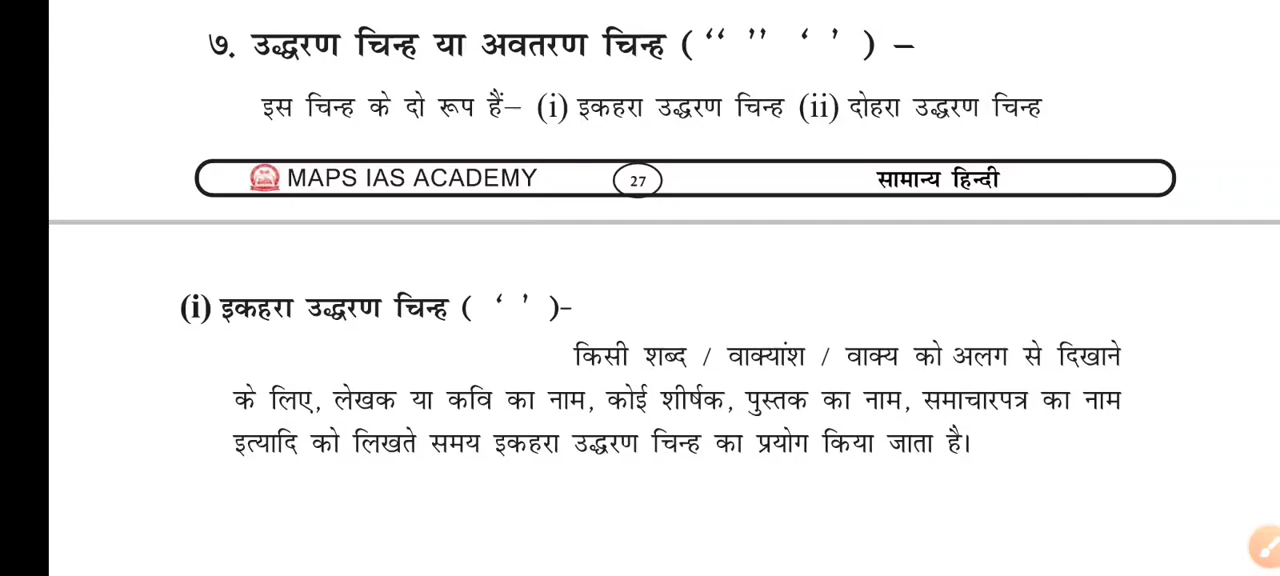 ७. उद्धरण चिन्ह या अवतरण चिन्ह ( “ ” ‘ ’ ) –
इस चिन्ह के दो रूप हैं– (i) इकहरा उद्धरण चिन्ह (ii) दोहरा उद्धरण चिन्ह
MAPS IAS ACADEMY 27 सामान्य हिन्दी
(i) इकहरा उद्धरण चिन्ह ( ‘ ’ )-
किसी शब्द / वाक्यांश / वाक्य को अलग से दिखाने
के लिए, लेखक या कवि का नाम, कोई शीर्षक, पुस्तक का नाम, समाचारपत्र का नाम
इत्यादि को लिखते समय इकहरा उद्धरण चिन्ह का प्रयोग किया जाता है।